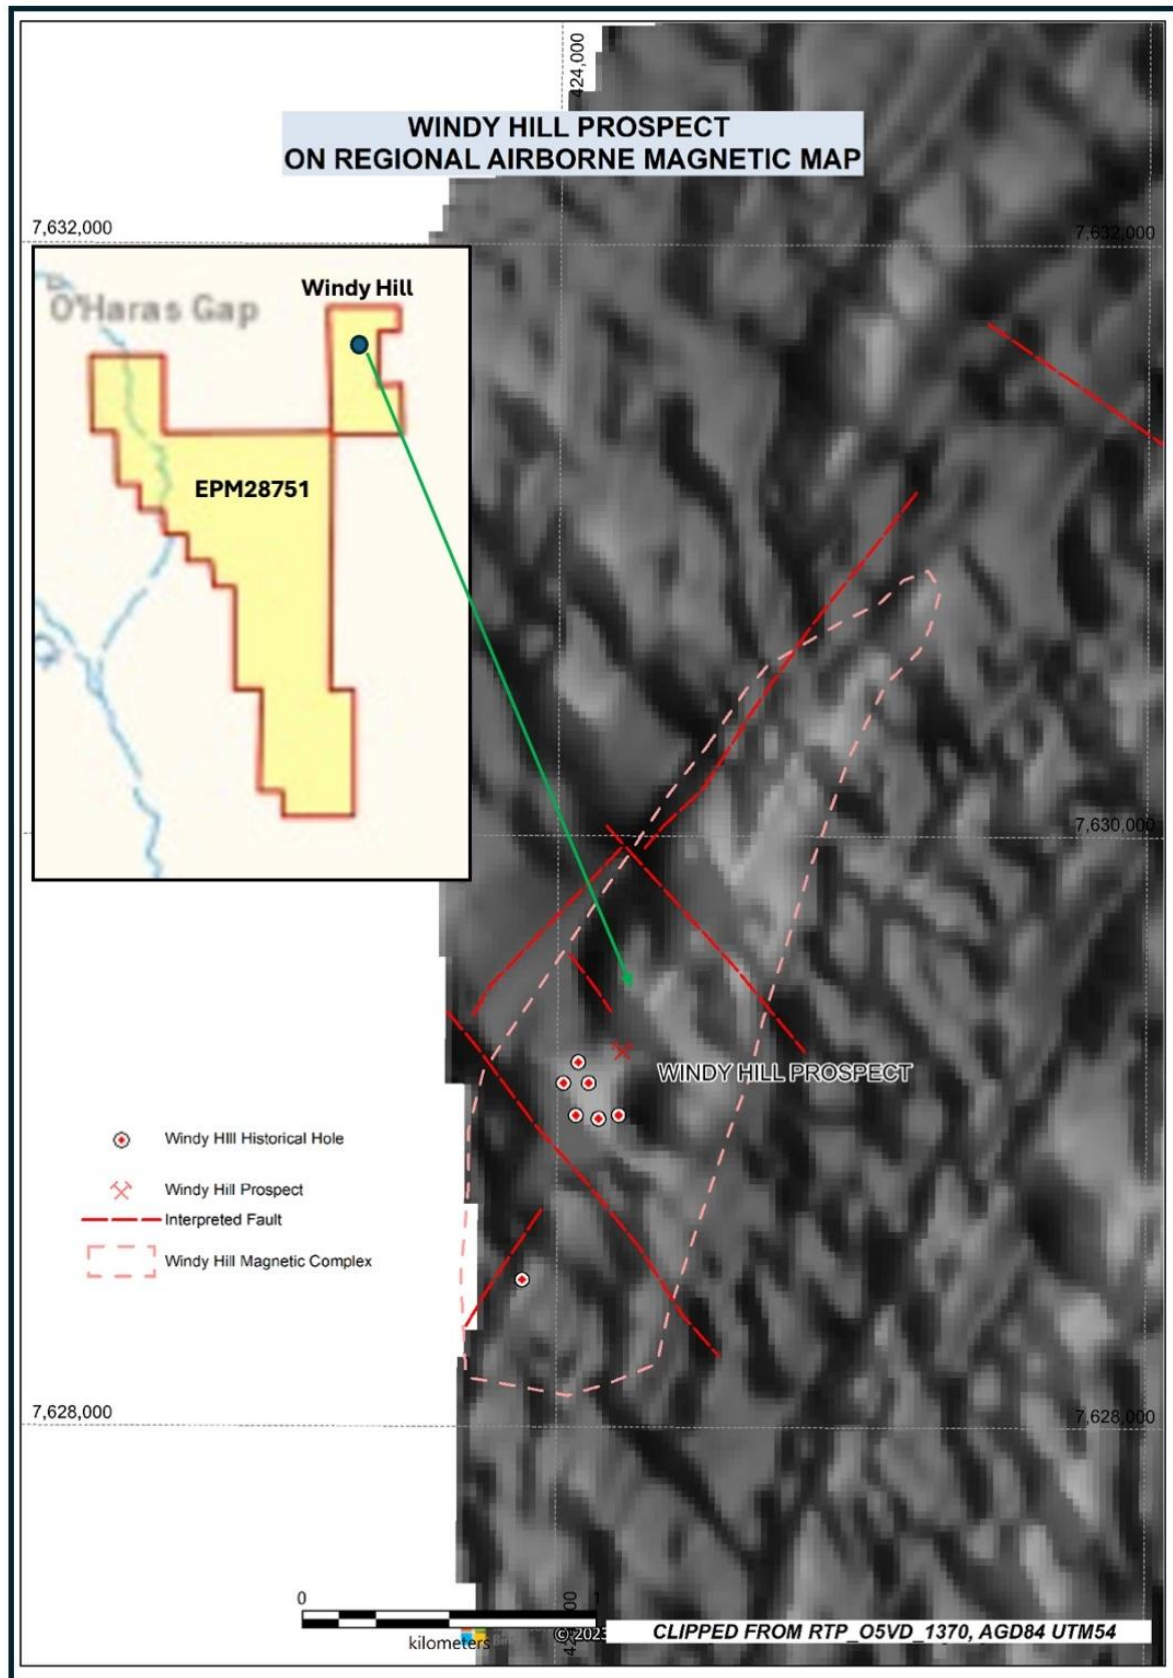 424,000
WINDY HILL PROSPECT
ON REGIONAL AIRBORNE MAGNETIC MAP
7,632,000
7,632,000
Windy Hill
O'Haras Gap
EPM28751
7,630,000
WINDY HILL PROSPECT
Windy HIll Historical Hole
Windy Hill Prospect
Interpreted Fault
Windy Hill Magnetic Complex
7,628,000
7,628,000
0
1
kilometers
© 2023
CLIPPED FROM RTP_O5VD_1370, AGD84 UTM54